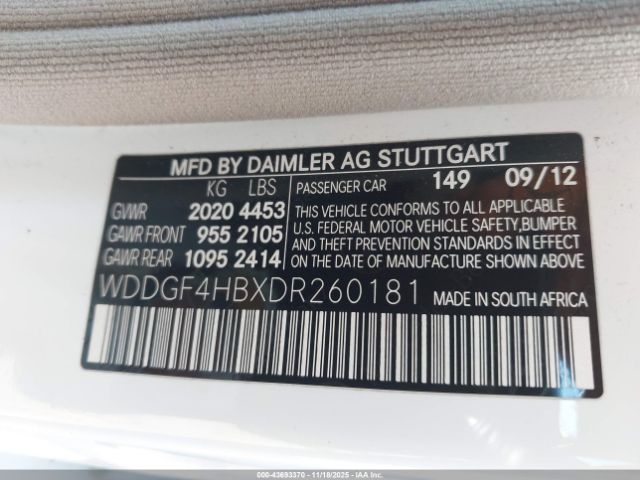 MFD BY DAIMLER AG STUTTGART
KG LBS PASSENGER CAR 149 09/12
GVWR 2020 4453
GAWR FRONT 955 2105
GAWR REAR 1095 2414
THIS VEHICLE CONFORMS TO ALL APPLICABLE
U.S. FEDERAL MOTOR VEHICLE SAFETY,BUMPER
AND THEFT PREVENTION STANDARDS IN EFFECT
ON THE DATE OF MANUFACTURE SHOWN ABOVE
WDDGF4HBXDR260181 MADE IN SOUTH AFRICA
000-43693370 - 11/18/2025 - IAAI.COM